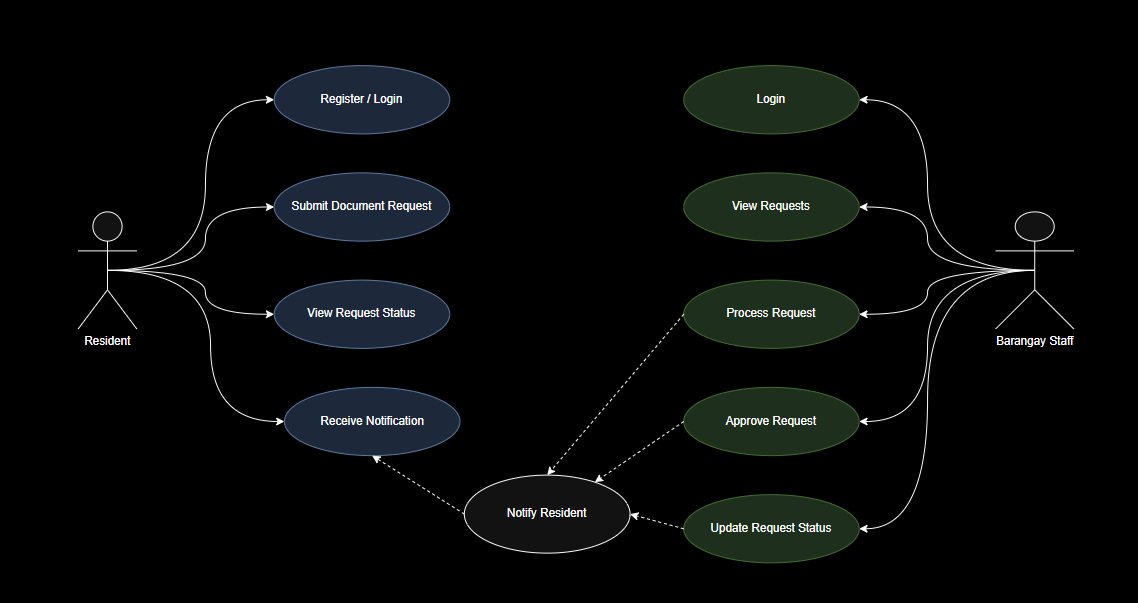 Register / Login
Login
Submit Document Request
View Requests
View Request Status
Process Request
Resident
Barangay Staff
Receive Notification
Approve Request
Notify Resident
Update Request Status